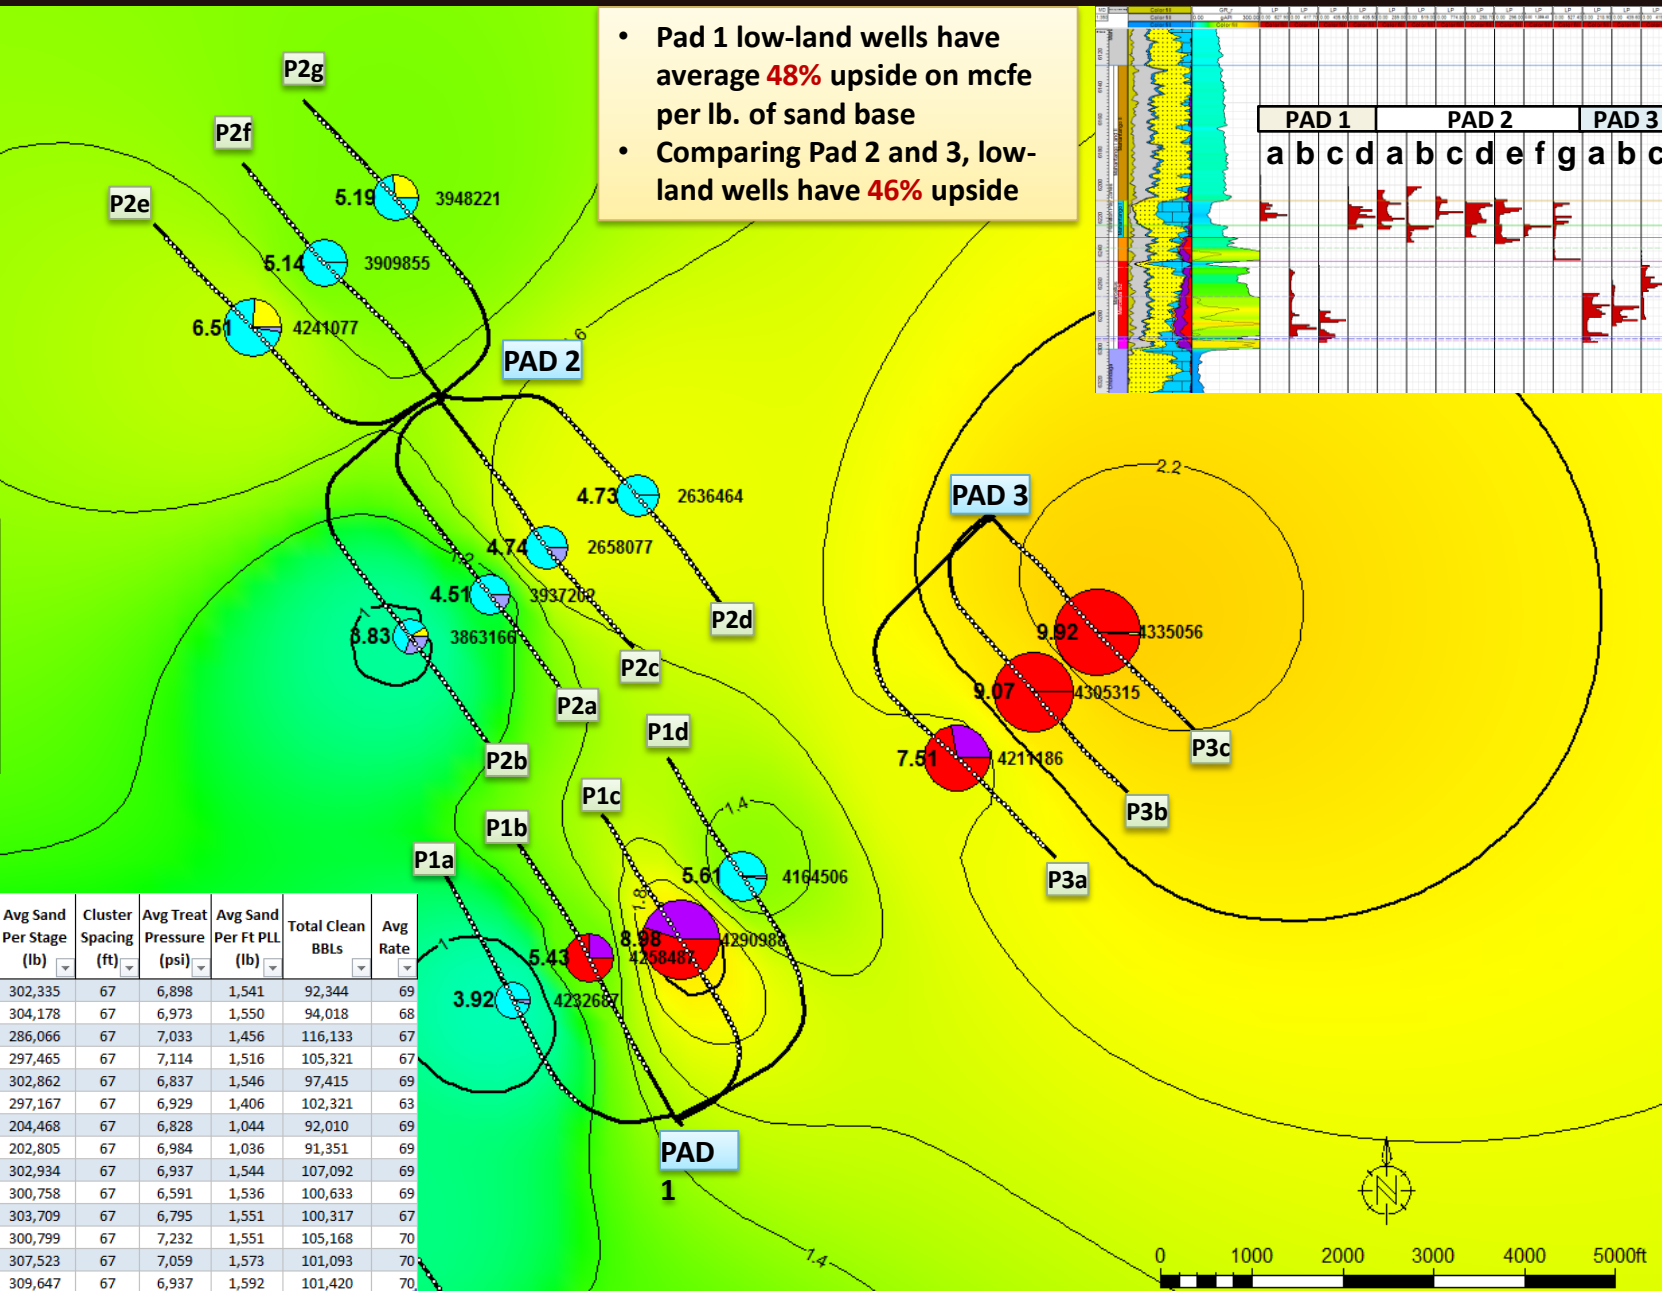 • Pad 1 low-land wells have
average 48% upside on mcfe
per lb. of sand base
• Comparing Pad 2 and 3, low-
land wells have 46% upside
PAD 1 PAD 2 PAD 3
a b c d a b c d e f g a b c
P2g
P2f
P2e
5.19 3948221
5.14 3909855
6.51 4241077
PAD 2
2.2
4.73 2636464
PAD 3
4.74 2658077
4.51 3937202
3.83 3863166
1
P2d
P2c
P2a
P2b
9.92 4335056
9.07 4305315
7.51 4211186
P3c
P3b
P3a
P1d
P1c
P1b
P1a
1.4
1.8
5.61 4164506
8.98 4290988
5.43 4258487
3.92 4232687
1
PAD
1
1.4
N
0 1000 2000 3000 4000 5000ft
Avg Sand Per Stage (lb) Cluster Spacing (ft) Avg Treat Pressure (psi) Avg Sand Per Ft PLL (lb) Total Clean BBLs Avg Rate
302,335 67 6,898 1,541 92,344 69
304,178 67 6,973 1,550 94,018 68
286,066 67 7,033 1,456 116,133 67
297,465 67 7,114 1,516 105,321 67
302,862 67 6,837 1,546 97,415 69
297,167 67 6,929 1,406 102,321 63
204,468 67 6,828 1,044 92,010 69
202,805 67 6,984 1,036 91,351 69
302,934 67 6,937 1,544 107,092 69
300,758 67 6,591 1,536 100,633 69
303,709 67 6,795 1,551 100,317 67
300,799 67 7,232 1,551 105,168 70
307,523 67 7,059 1,573 101,093 70
309,647 67 6,937 1,592 101,420 70